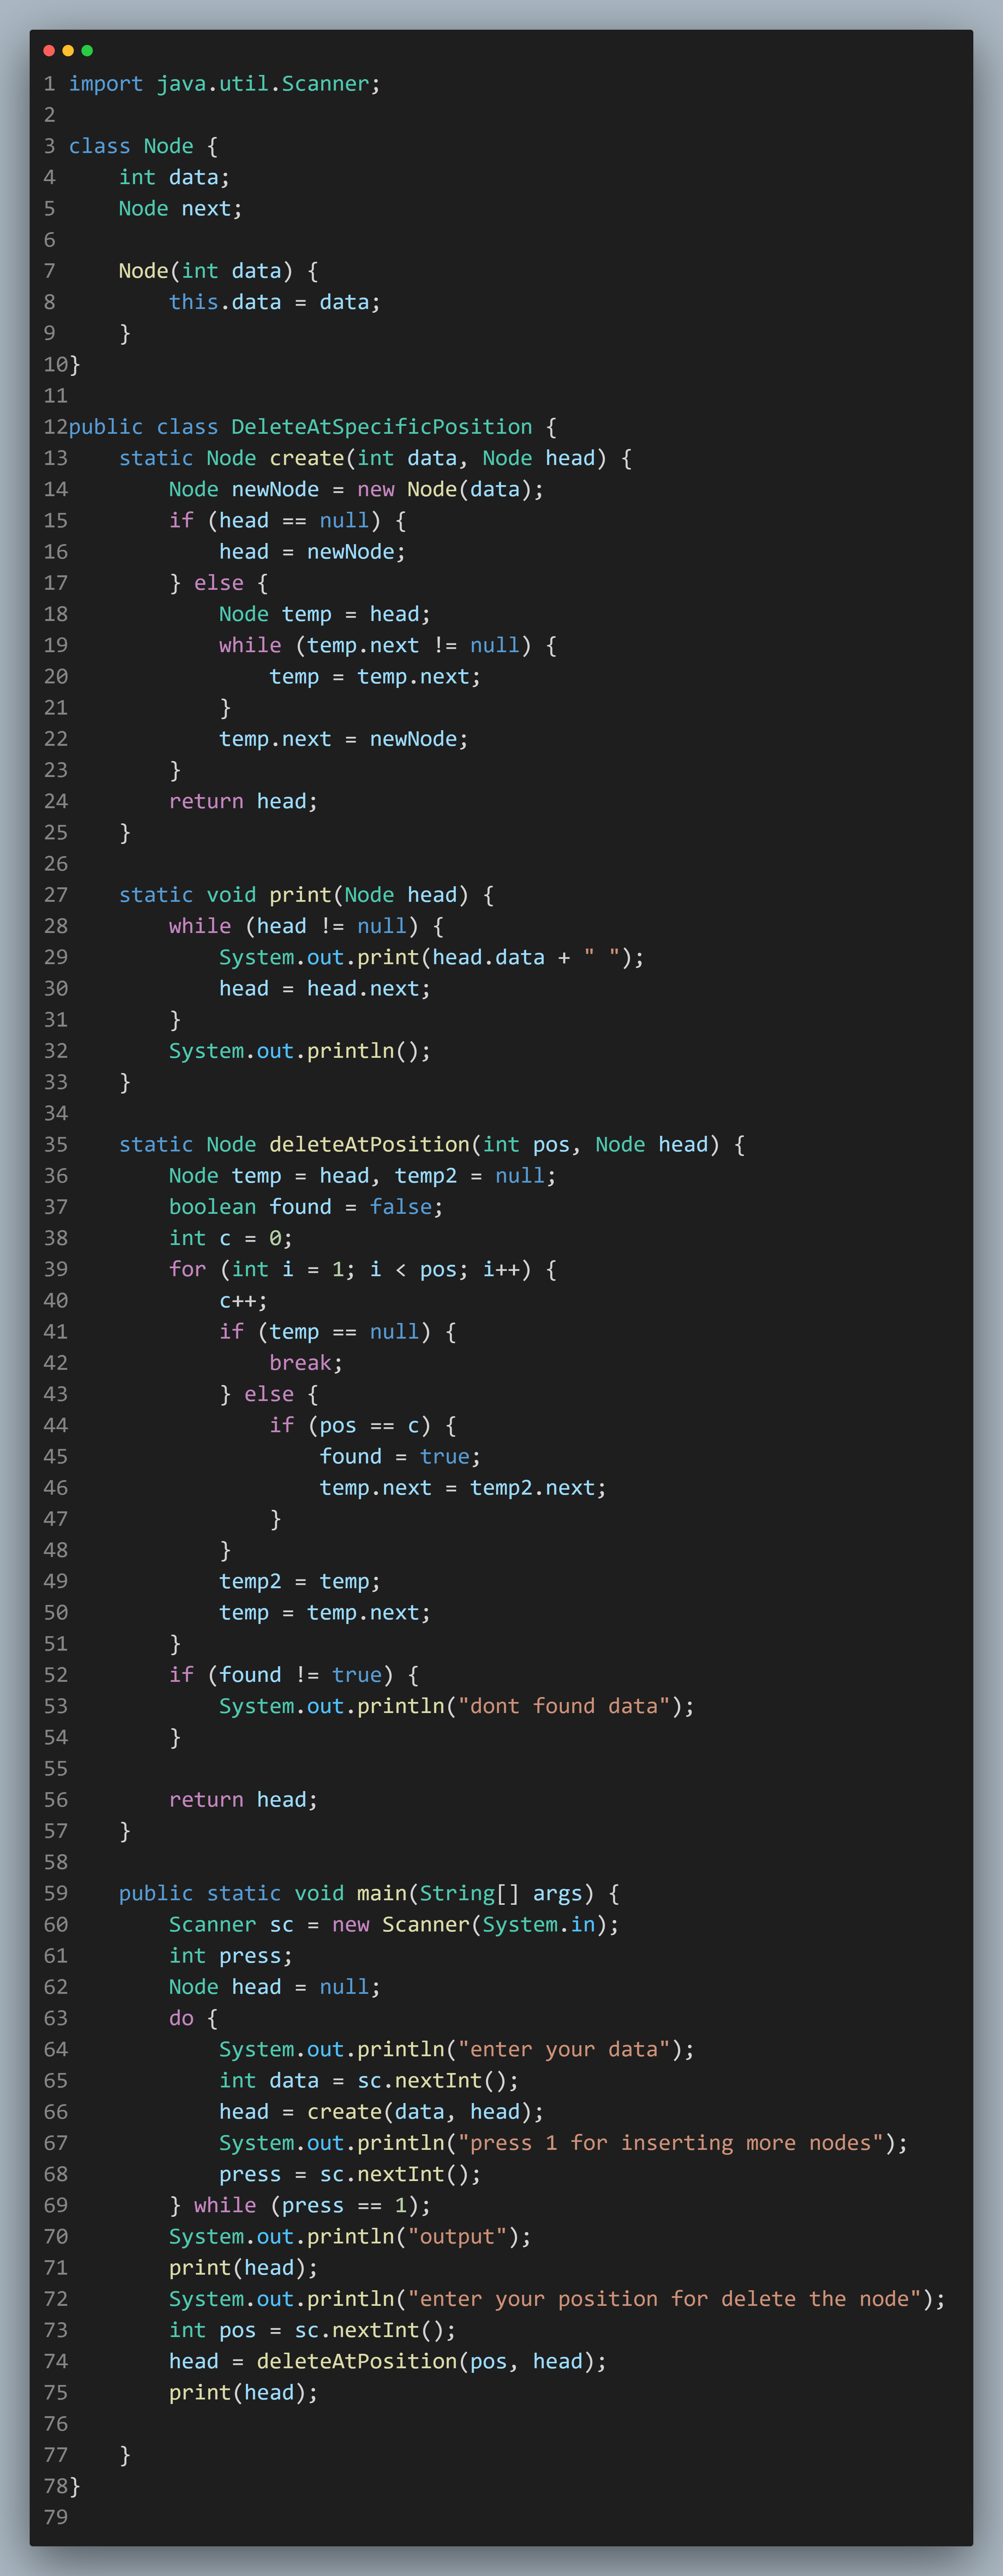 1 import java.util.Scanner;
2
3 class Node {
4     int data;
5     Node next;
6
7     Node(int data) {
8         this.data = data;
9     }
10}
11
12public class DeleteAtSpecificPosition {
13    static Node create(int data, Node head) {
14        Node newNode = new Node(data);
15        if (head == null) {
16            head = newNode;
17        } else {
18            Node temp = head;
19            while (temp.next != null) {
20                temp = temp.next;
21            }
22            temp.next = newNode;
23        }
24        return head;
25    }
26
27    static void print(Node head) {
28        while (head != null) {
29            System.out.print(head.data + " ");
30            head = head.next;
31        }
32        System.out.println();
33    }
34
35    static Node deleteAtPosition(int pos, Node head) {
36        Node temp = head, temp2 = null;
37        boolean found = false;
38        int c = 0;
39        for (int i = 1; i < pos; i++) {
40            c++;
41            if (temp == null) {
42                break;
43            } else {
44                if (pos == c) {
45                    found = true;
46                    temp.next = temp2.next;
47                }
48            }
49            temp2 = temp;
50            temp = temp.next;
51        }
52        if (found != true) {
53            System.out.println("dont found data");
54        }
55
56        return head;
57    }
58
59    public static void main(String[] args) {
60        Scanner sc = new Scanner(System.in);
61        int press;
62        Node head = null;
63        do {
64            System.out.println("enter your data");
65            int data = sc.nextInt();
66            head = create(data, head);
67            System.out.println("press 1 for inserting more nodes");
68            press = sc.nextInt();
69        } while (press == 1);
70        System.out.println("output");
71        print(head);
72        System.out.println("enter your position for delete the node");
73        int pos = sc.nextInt();
74        head = deleteAtPosition(pos, head);
75        print(head);
76
77    }
78}
79